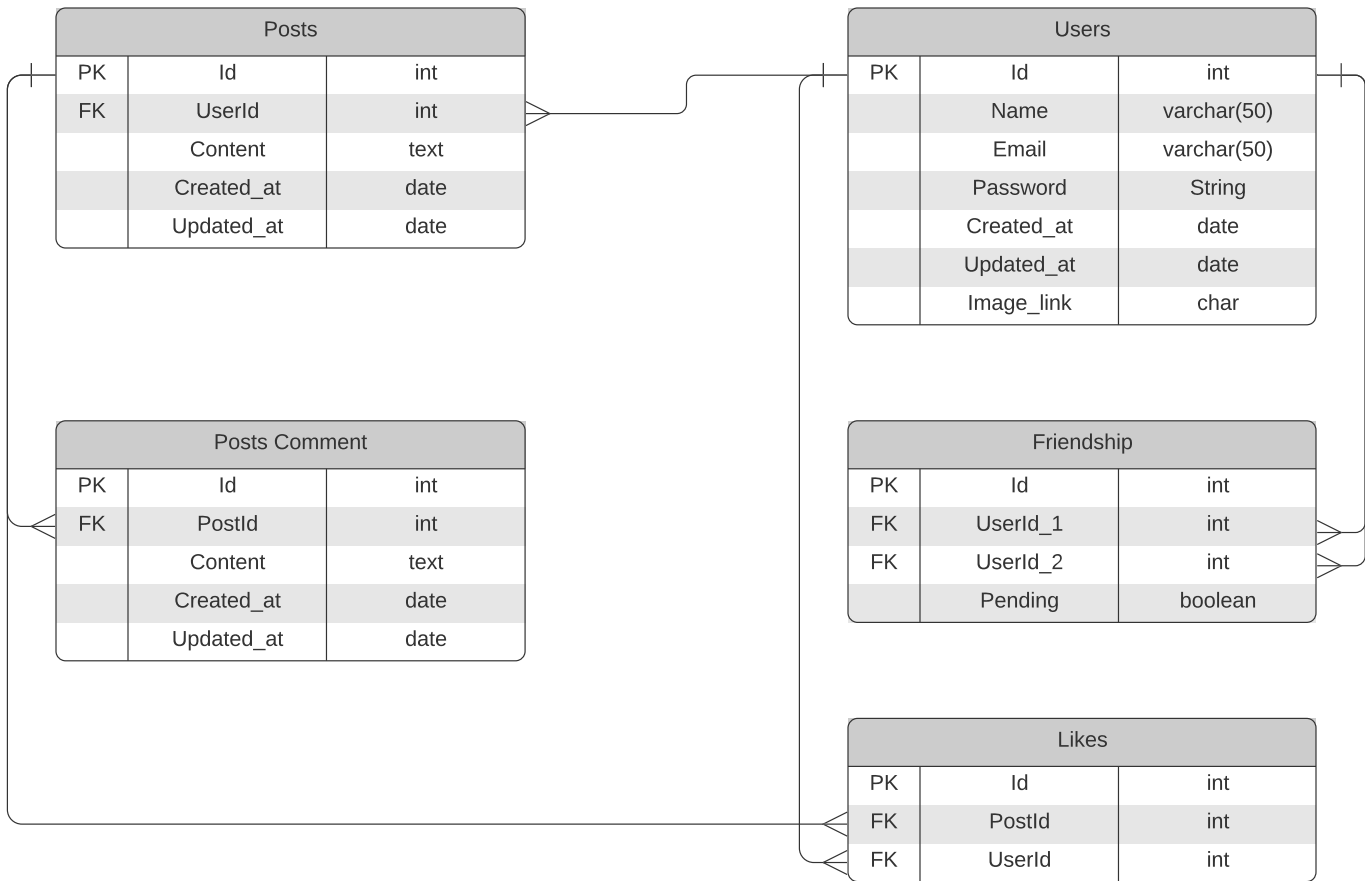 Posts
PK Id int
FK UserId int
Content text
Created_at date
Updated_at date
Users
PK Id int
Name varchar(50)
Email varchar(50)
Password String
Created_at date
Updated_at date
Image_link char
Posts Comment
PK Id int
FK PostId int
Content text
Created_at date
Updated_at date
Friendship
PK Id int
FK UserId_1 int
FK UserId_2 int
Pending boolean
Likes
PK Id int
FK PostId int
FK UserId int